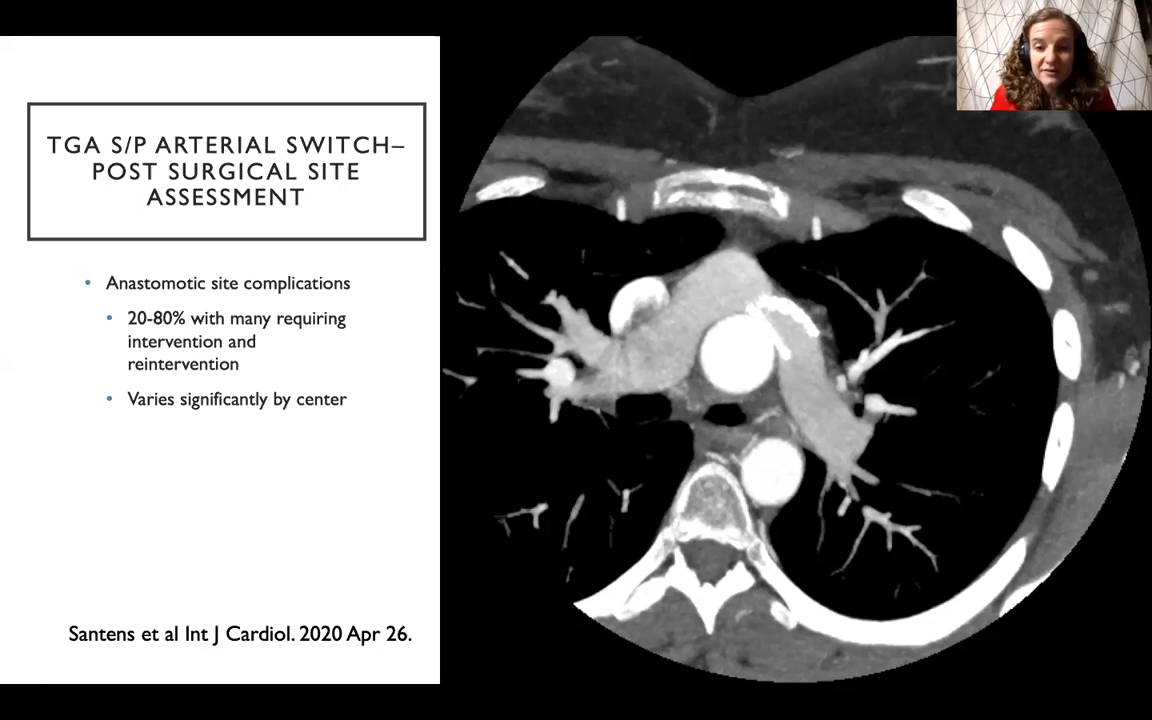 TGA S/P ARTERIAL SWITCH–
POST SURGICAL SITE
ASSESSMENT
• Anastomotic site complications
• 20-80% with many requiring
intervention and
reintervention
• Varies significantly by center
Santens et al Int J Cardiol. 2020 Apr 26.